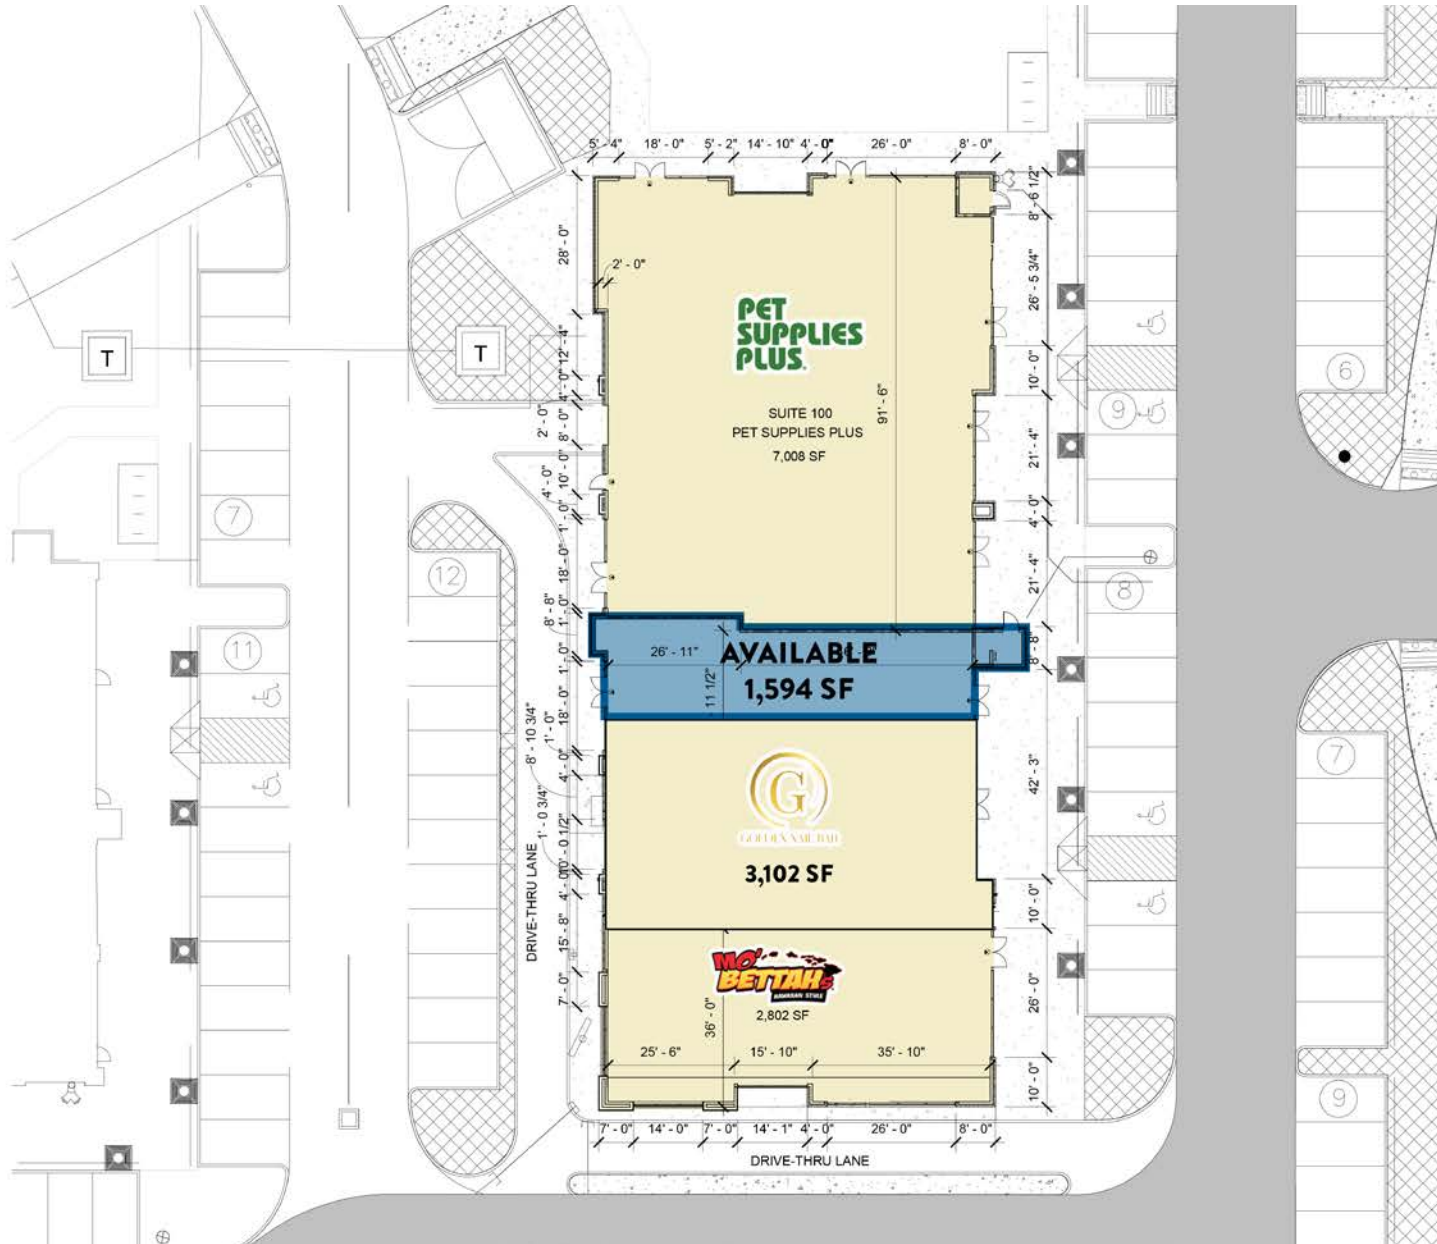 5' - 4"
18' - 0"
5' - 2"
14' - 10"
4' - 0"
26' - 0"
8' - 0"
8' - 6 1/2"
28' - 0"
2' - 0"
26' - 5 3/4"
PET
SUPPLIES
PLUS
T
T
12' - 4"
10' - 0"
6
4' - 0"
91' - 6"
SUITE 100
PET SUPPLIES PLUS
7,008 SF
9
2' - 0"
8' - 0"
21' - 4"
4' - 0"
10' - 0"
7
1' - 0"
4' - 0"
18' - 0"
12
21' - 4"
8
8' - 8"
11
1' - 0"
26' - 11"
AVAILABLE
8' - 8"
1,594 SF
11 1/2"
18' - 0"
8' - 10 3/4"
1' - 0"
7
4' - 0"
42' - 3"
G
GOLDEN NAIL BAR
1' - 0 3/4"
3,102 SF
DRIVE-THRU LANE
4' - 0"
10' - 0"
15' - 8"
MO'
BETTAHS
HAWAIIAN STYLE
2,802 SF
7' - 0"
36' - 0"
26' - 0"
25' - 6"
15' - 10"
35' - 10"
10' - 0"
9
7' - 0"
14' - 0"
7' - 0"
14' - 1"
4' - 0"
26' - 0"
8' - 0"
DRIVE-THRU LANE